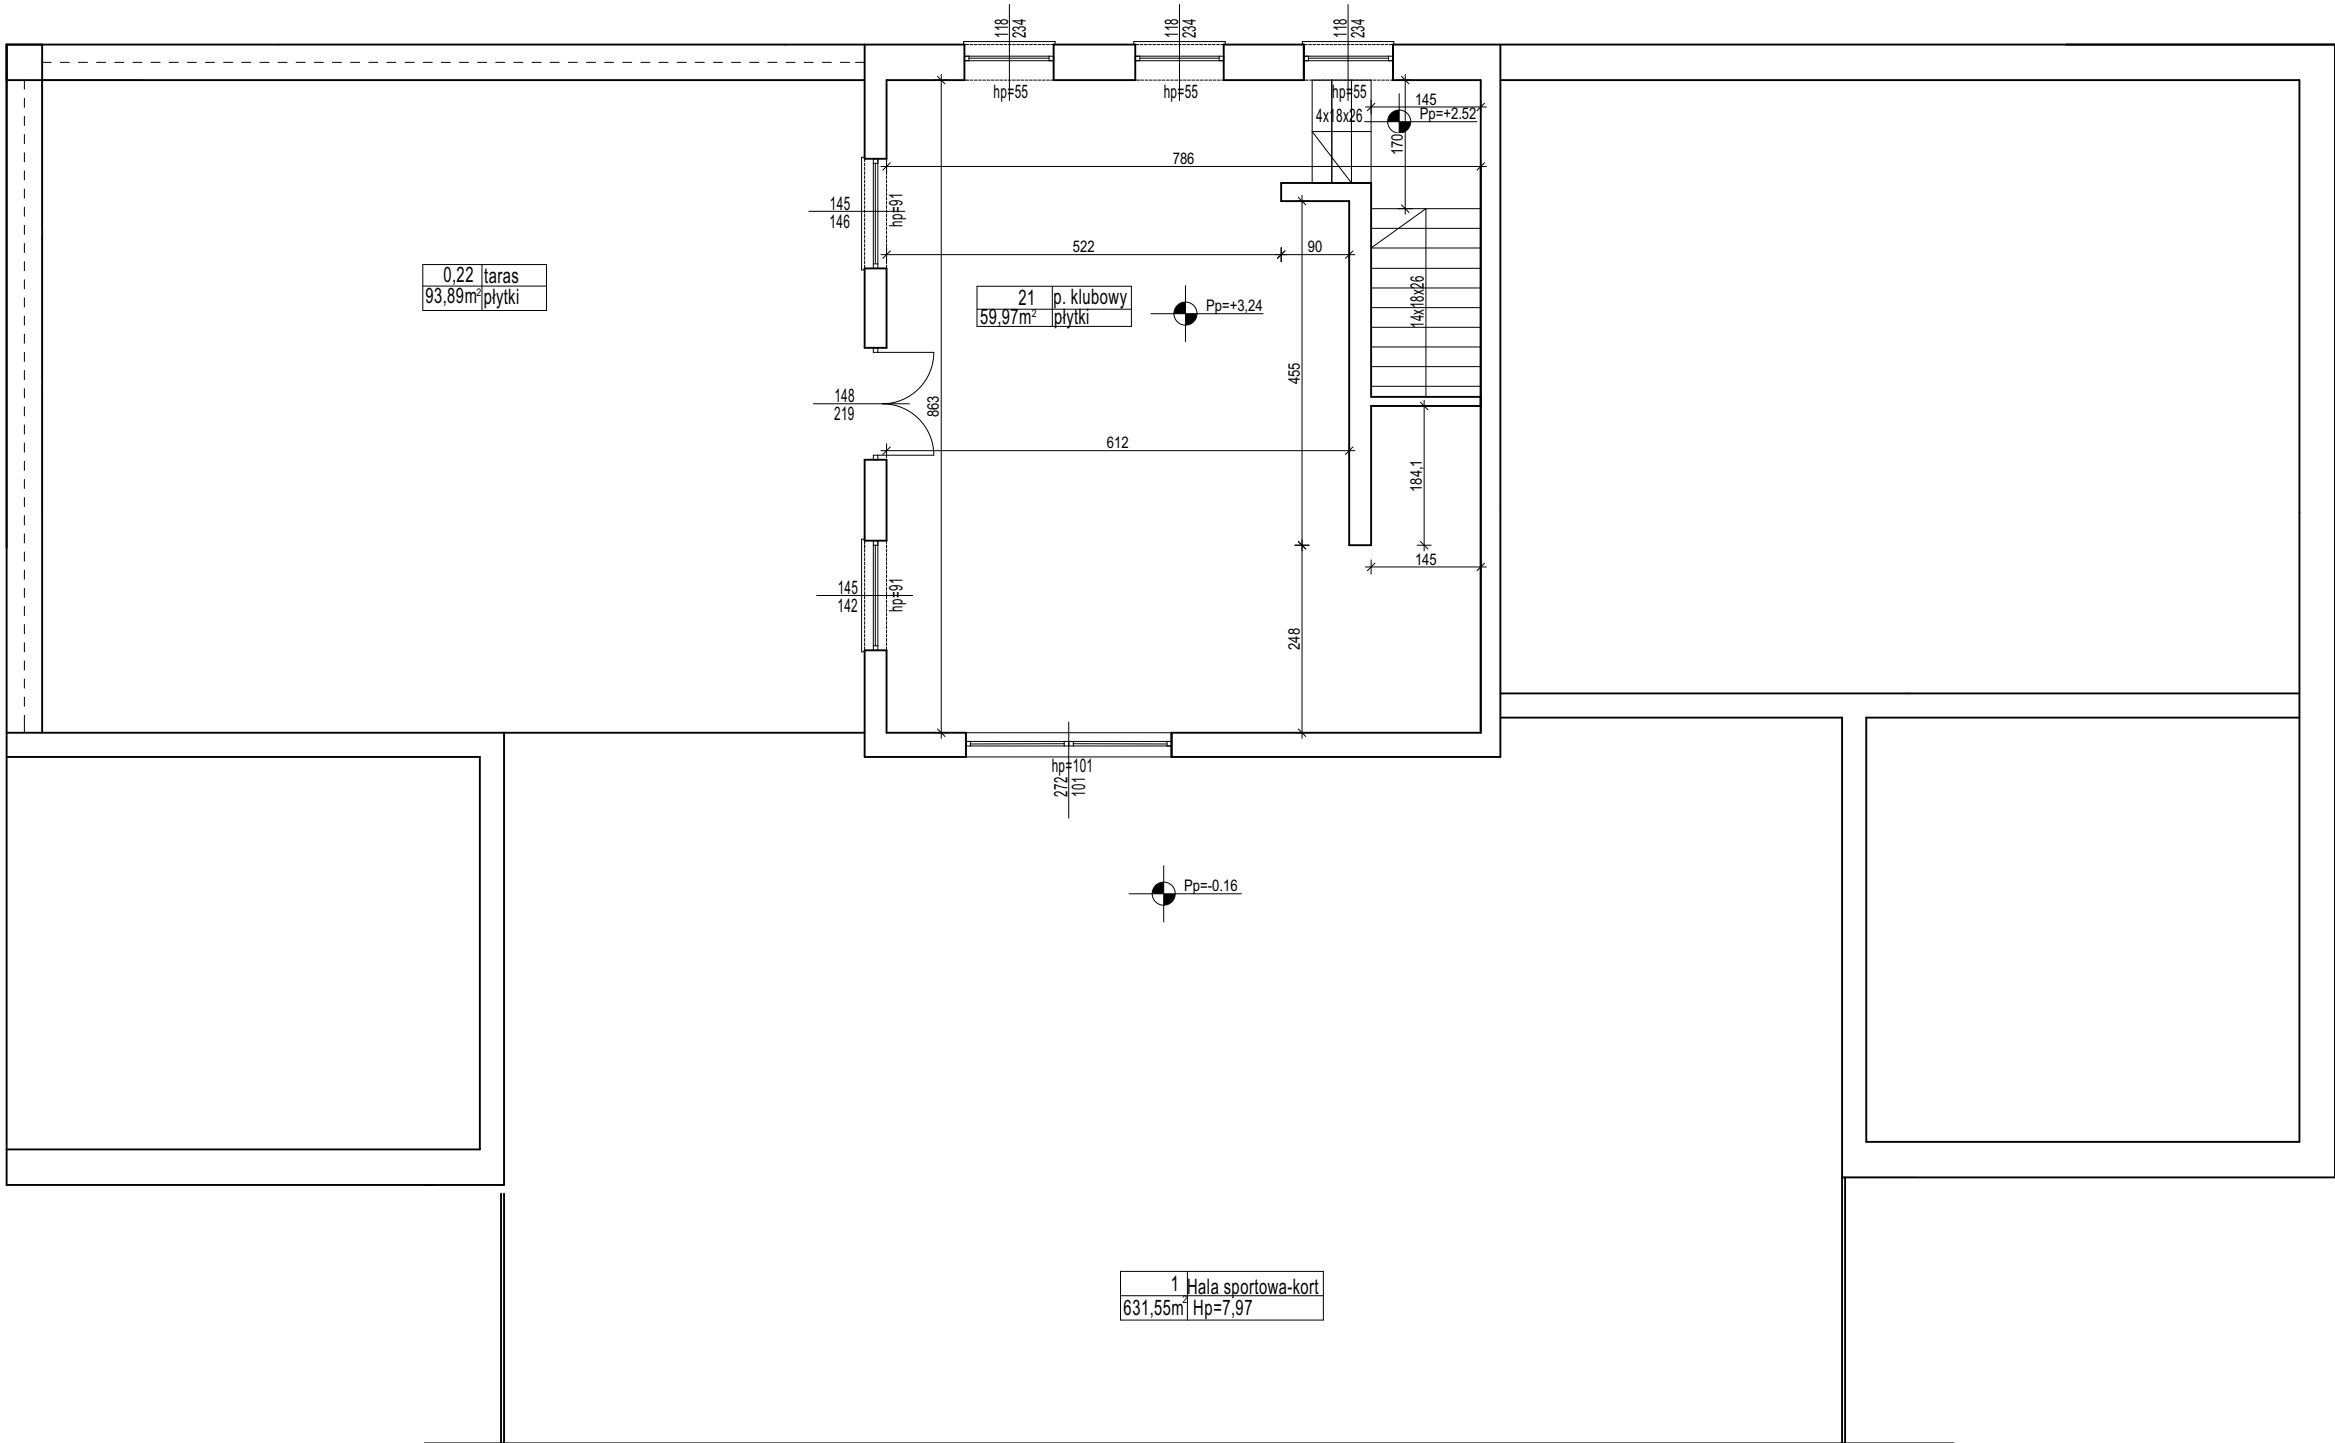 118
234
118
234
118
234
hp=55
hp=55
hp=55
145
4x18x26
Pp=+2.52
170
786
145
146
hp=91
522
90
0,22 taras
93,89m² płytki
21 p. klubowy
59,97m² płytki
Pp=+3,24
14x18x26
455
148
219
863
612
184,1
145
145
142
hp=91
248
hp=101
272
101
Pp=-0.16
1 Hala sportowa-kort
631,55m² Hp=7,97